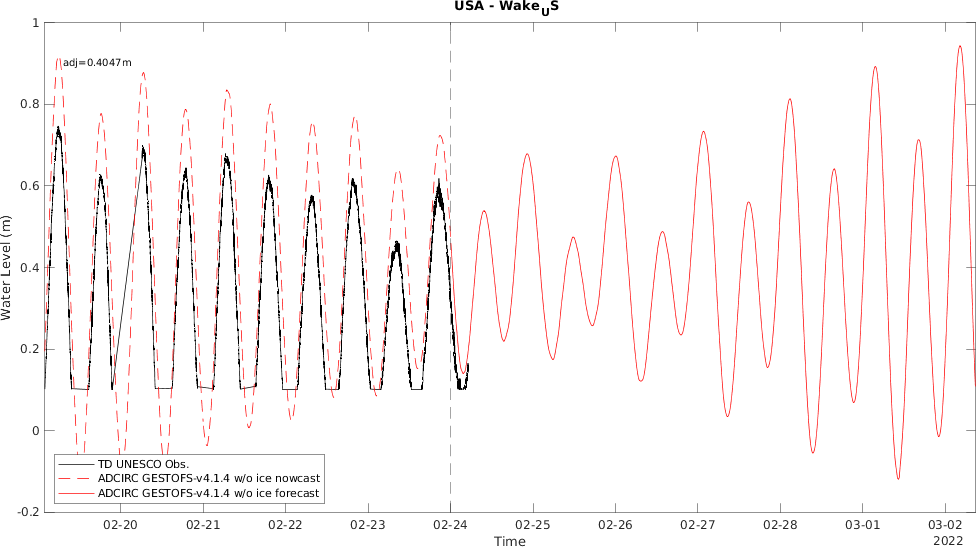 USA - Wake_US
1
adj=0.4047m
0.8
0.6
0.4
0.2
0
-0.2
Water Level (m)
TD UNESCO Obs.
ADCIRC GESTOFS-v4.1.4 w/o ice nowcast
ADCIRC GESTOFS-v4.1.4 w/o ice forecast
02-20 02-21 02-22 02-23 02-24 02-25 02-26 02-27 02-28 03-01 03-02
Time 2022